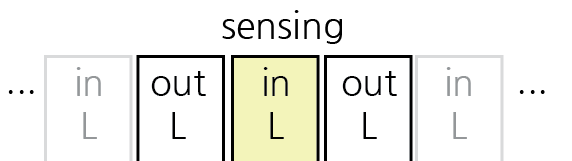 sensing
... in out in out in ...
L L L L L